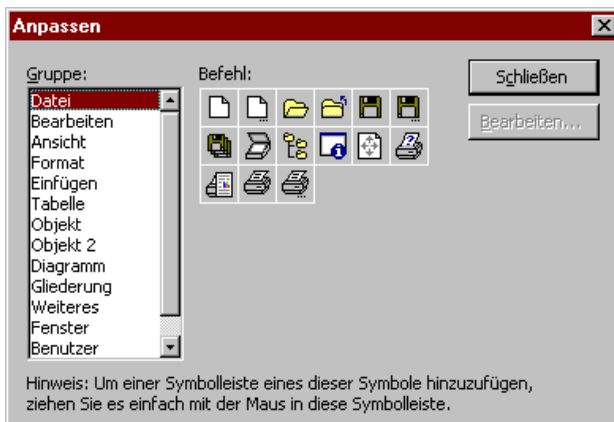 Anpassen
Gruppe:
Befehl:
Schließen
Bearbeiten...
Datei
Bearbeiten
Ansicht
Format
Einfügen
Tabelle
Objekt
Objekt 2
Diagramm
Gliederung
Weiteres
Fenster
Benutzer
Hinweis: Um einer Symbolleiste eines dieser Symbole hinzuzufügen,
ziehen Sie es einfach mit der Maus in diese Symbolleiste.